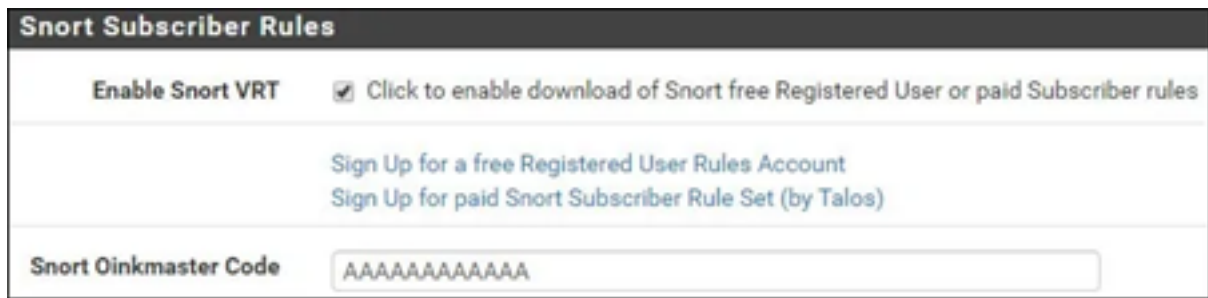 Snort Subscriber Rules
Enable Snort VRT Click to enable download of Snort free Registered User or paid Subscriber rules
Sign Up for a free Registered User Rules Account
Sign Up for paid Snort Subscriber Rule Set (by Talos)
Snort Oinkmaster Code AAAAAAAAAAAA